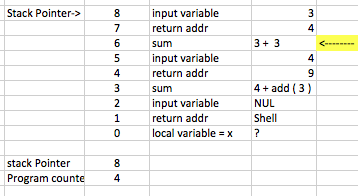 Stack Pointer-> 8 input variable 3
7 return addr 4
6 sum 3 + 3 <--------
5 input variable 4
4 return addr 9
3 sum 4 + add ( 3 )
2 input variable NUL
1 return addr Shell
0 local variable = x ?
stack Pointer 8
Program counte 4